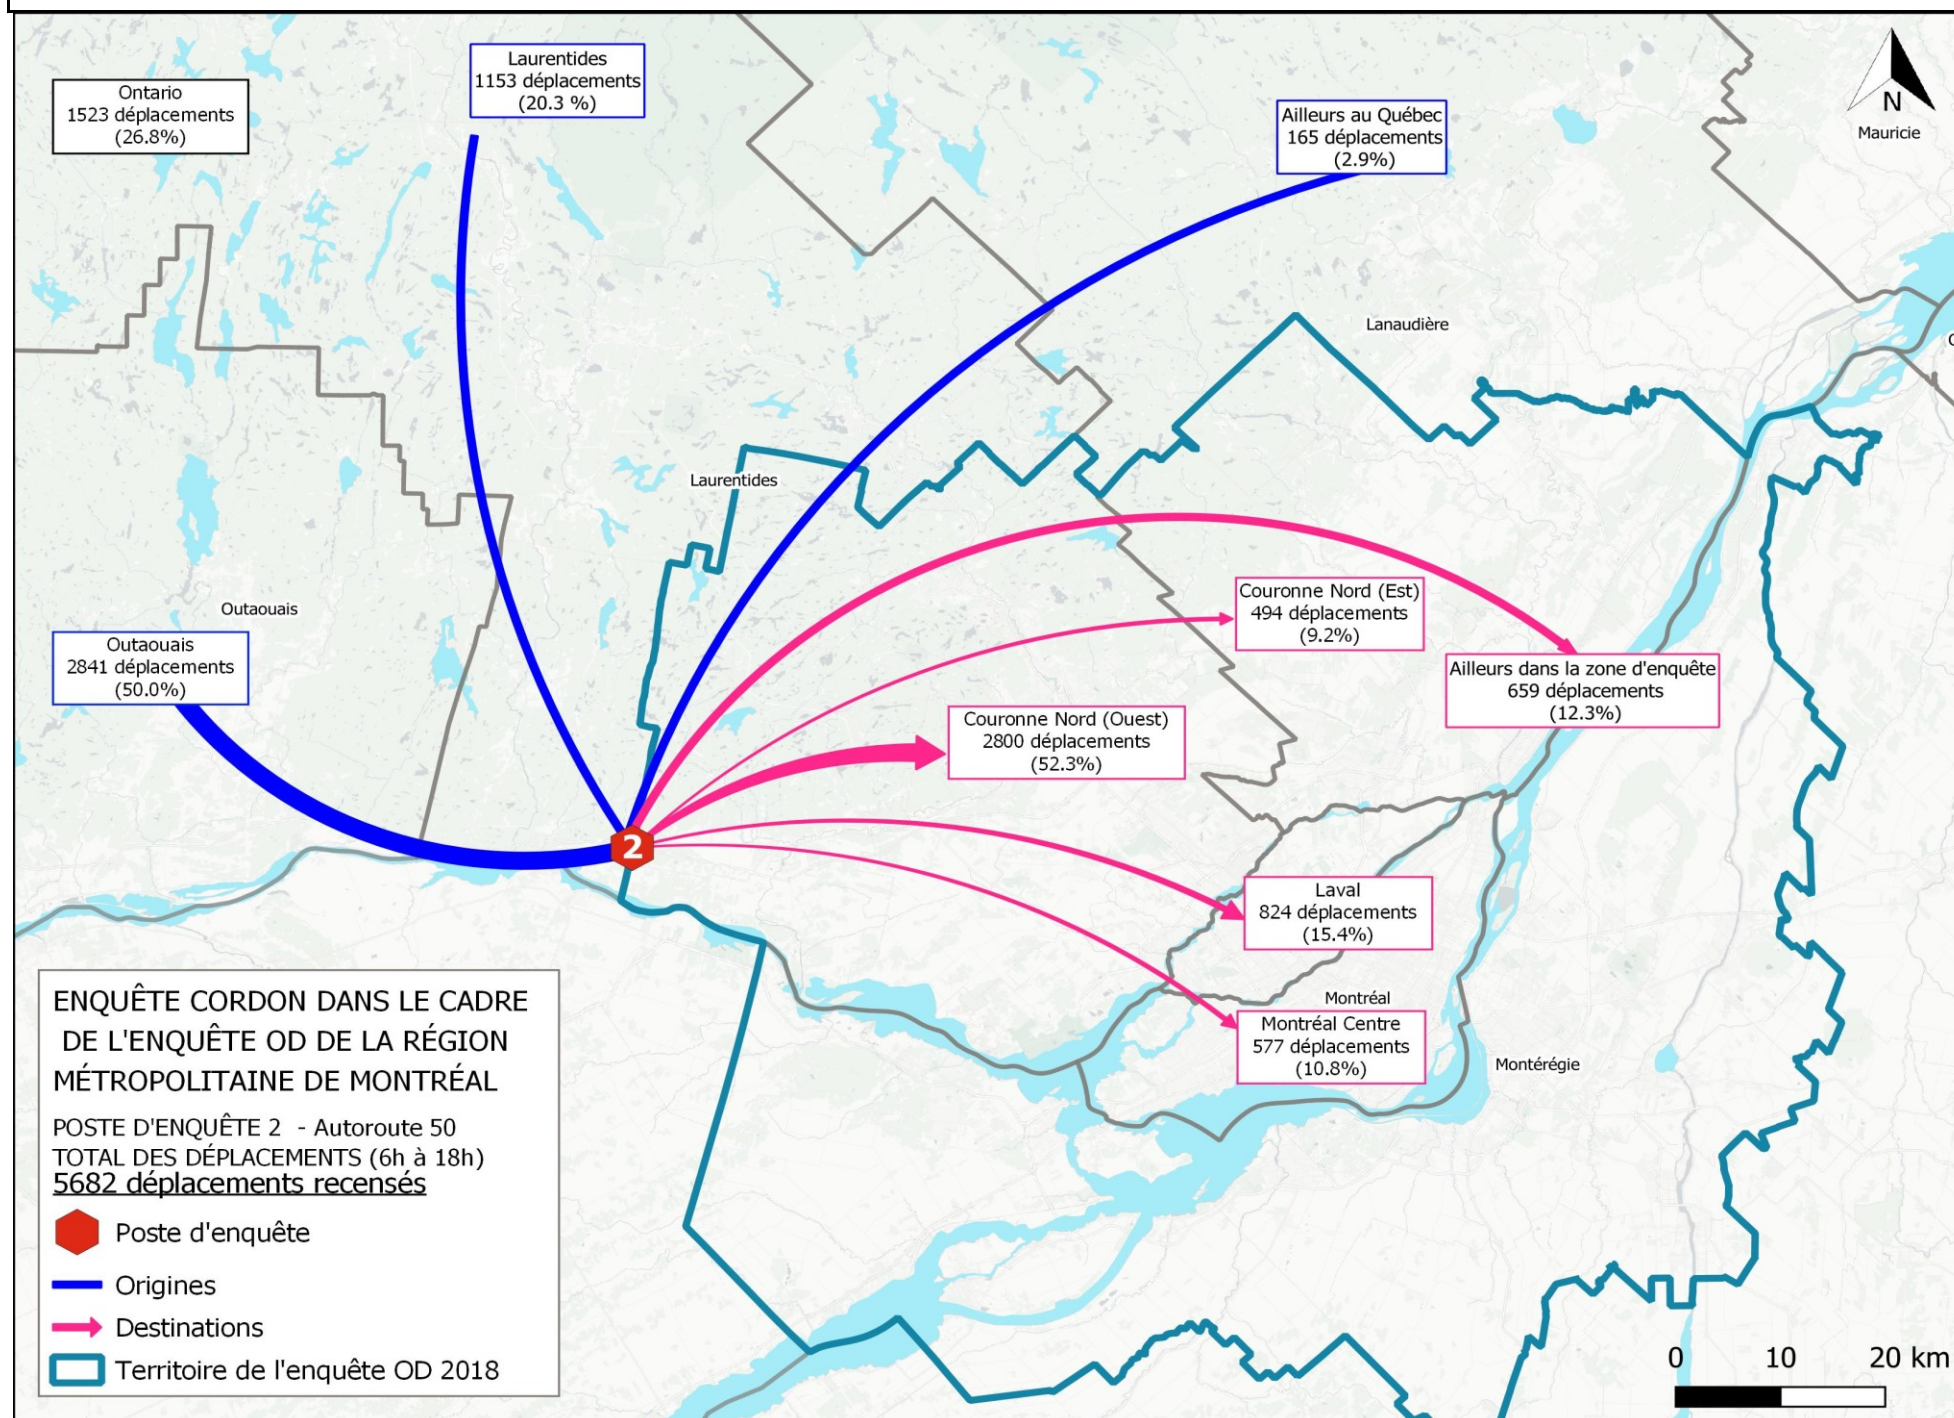 Ontario
1523 déplacements
(26.8%)
Laurentides
1153 déplacements
(20.3 %)
Ailleurs au Québec
165 déplacements
(2.9%)
N
Mauricie
Lanaudière
Laurentides
Outaouais
Outaouais
2841 déplacements
(50.0%)
Couronne Nord (Est)
494 déplacements
(9.2%)
Ailleurs dans la zone d'enquête
659 déplacements
(12.3%)
Couronne Nord (Ouest)
2800 déplacements
(52.3%)
2
Laval
824 déplacements
(15.4%)
Montréal
Montréal Centre
577 déplacements
(10.8%)
Montérégie
ENQUÊTE CORDON DANS LE CADRE
DE L'ENQUÊTE OD DE LA RÉGION
MÉTROPOLITAINE DE MONTRÉAL
POSTE D'ENQUÊTE 2 - Autoroute 50
TOTAL DES DÉPLACEMENTS (6h à 18h)
5682 déplacements recensés
Poste d'enquête
Origines
Destinations
Territoire de l'enquête OD 2018
0 10 20 km